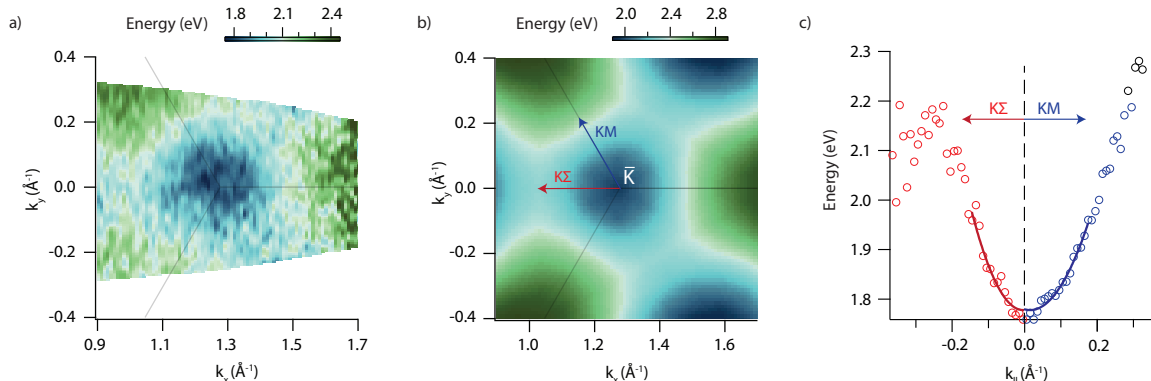 a)
Energy (eV)
1.8 2.1 2.4
0.4
0.2
0.0
-0.2
-0.4
k_y (Å⁻¹)
0.9 1.1 1.3 1.5 1.7
k_x (Å⁻¹)
b)
Energy (eV)
2.0 2.4 2.8
0.4
0.2
0.0
-0.2
-0.4
k_y (Å⁻¹)
KM
KΣ
K̅
1.0 1.2 1.4 1.6
k_x (Å⁻¹)
c)
2.3
2.2
2.1
2.0
1.9
1.8
Energy (eV)
KΣ KM
-0.2 0.0 0.2
k_|| (Å⁻¹)